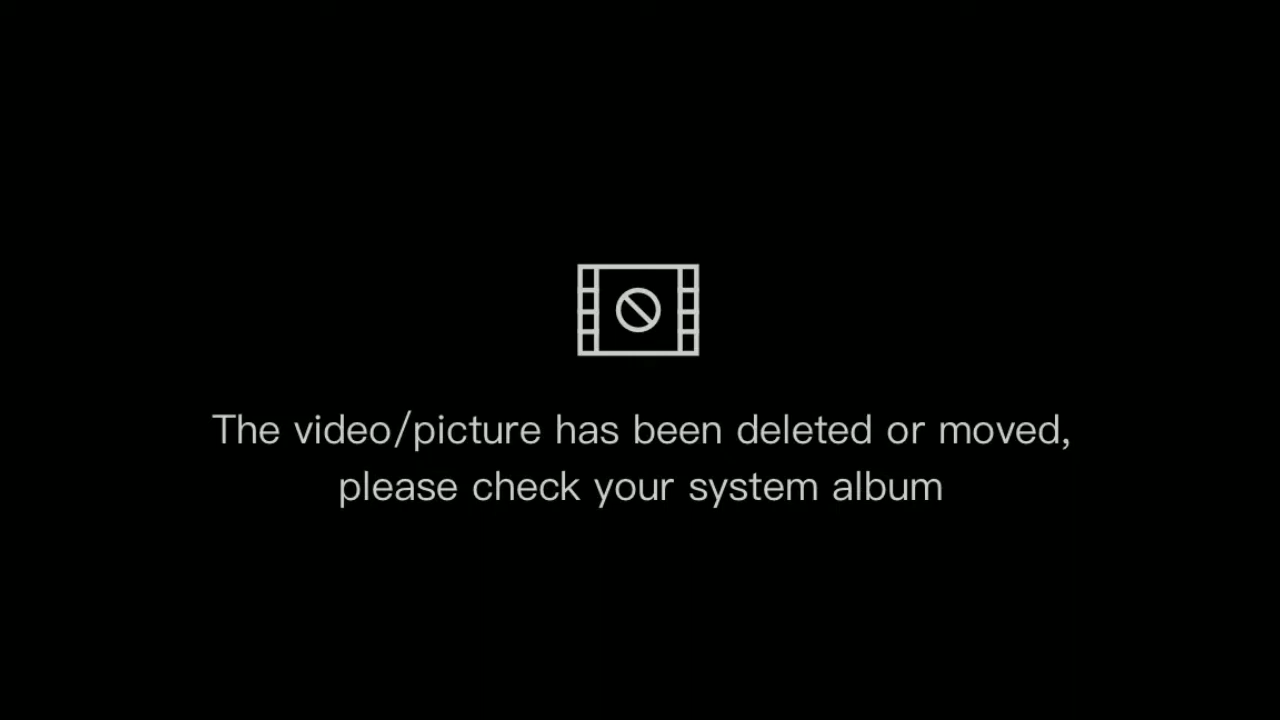 The video/picture has been deleted or moved,
please check your system album